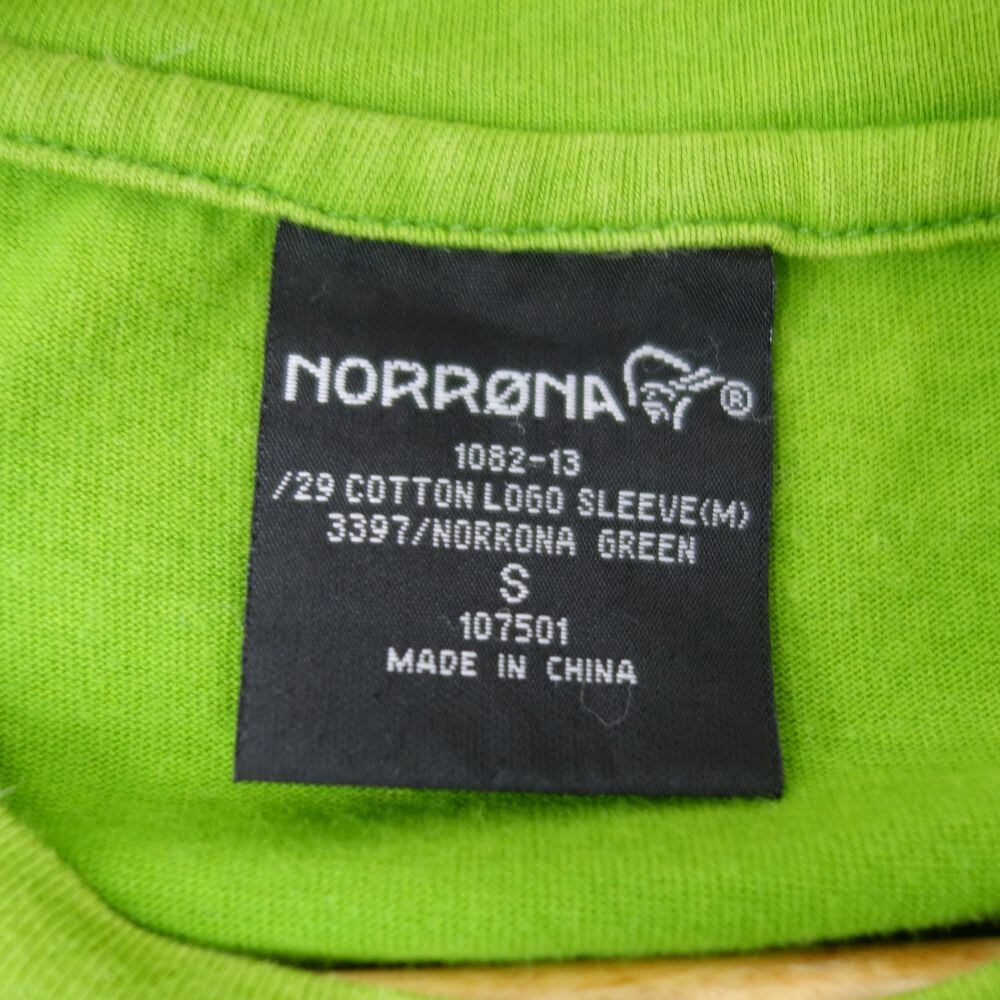 NORRØNA ®
1082-13
/29 COTTON LOGO SLEEVE(M)
3397/NORRONA GREEN
S
107501
MADE IN CHINA